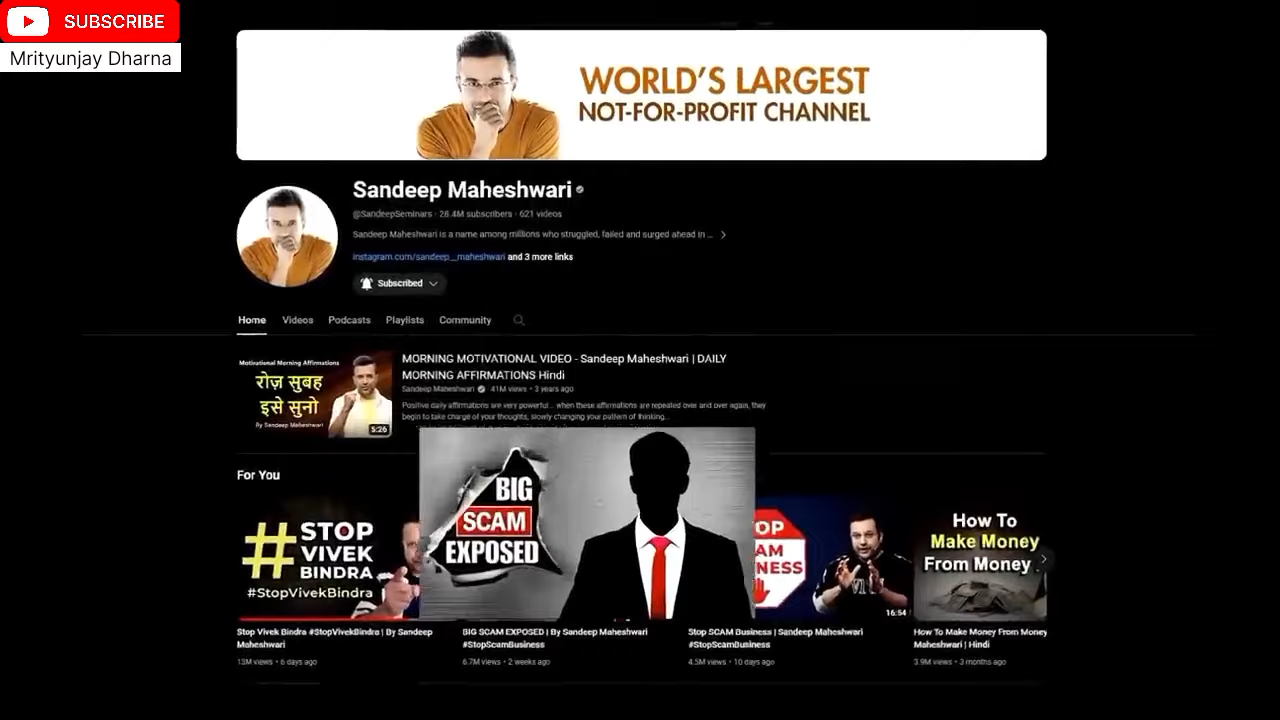 SUBSCRIBE
Mrityunjay Dharna
WORLD'S LARGEST
NOT-FOR-PROFIT CHANNEL
Sandeep Maheshwari
@SandeepSeminars · 28.4M subscribers · 621 videos
Sandeep Maheshwari is a name among millions who struggled, failed and surged ahead in ...
instagram.com/sandeep__maheshwari and 3 more links
Subscribed
Home Videos Podcasts Playlists Community
Motivational Morning Affirmations
रोज़ सुबह
इसे सुनो
By Sandeep Maheshwari
5:26
MORNING MOTIVATIONAL VIDEO - Sandeep Maheshwari | DAILY
MORNING AFFIRMATIONS Hindi
Sandeep Maheshwari 41M views • 3 years ago
Positive daily affirmations are very powerful... when these affirmations are repeated over and over again, they
begin to take charge of your thoughts, slowly changing your pattern of thinking...
For You
#STOP
VIVEK
BINDRA
#StopVivekBindra
BIG
SCAM
EXPOSED
OP
AM
NESS
16:54
How To
Make Money
From Money
Stop Vivek Bindra #StopVivekBindra | By Sandeep
Maheshwari
13M views • 6 days ago
BIG SCAM EXPOSED | By Sandeep Maheshwari
#StopScamBusiness
6.7M views • 2 weeks ago
Stop SCAM Business | Sandeep Maheshwari
#StopScamBusiness
4.5M views • 10 days ago
How To Make Money From Money
Maheshwari | Hindi
3.9M views • 3 months ago